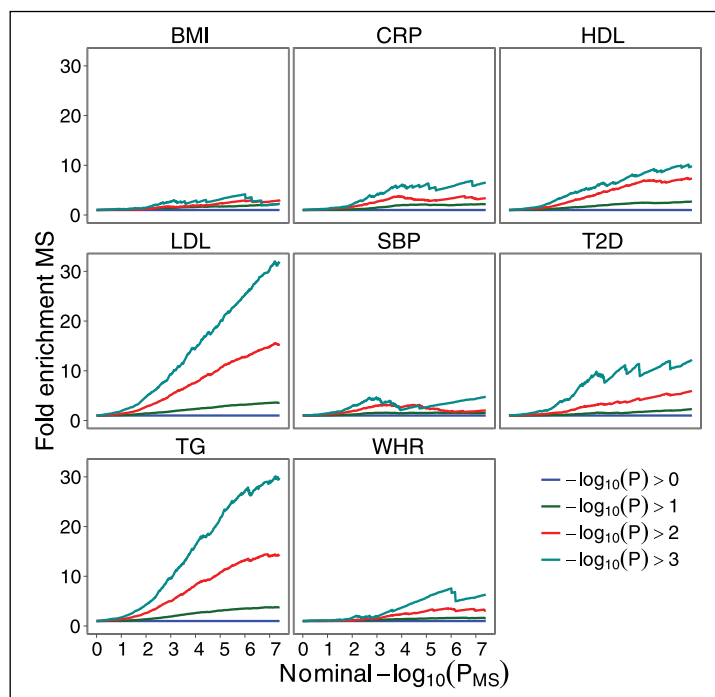 BMI CRP HDL
30
20
10
0
LDL SBP T2D
30
20
10
0
TG WHR
30
20
10
0
Fold enrichment MS
−log10(P) > 0
−log10(P) > 1
−log10(P) > 2
−log10(P) > 3
0 1 2 3 4 5 6 7 0 1 2 3 4 5 6 7
Nominal −log10(PMS)